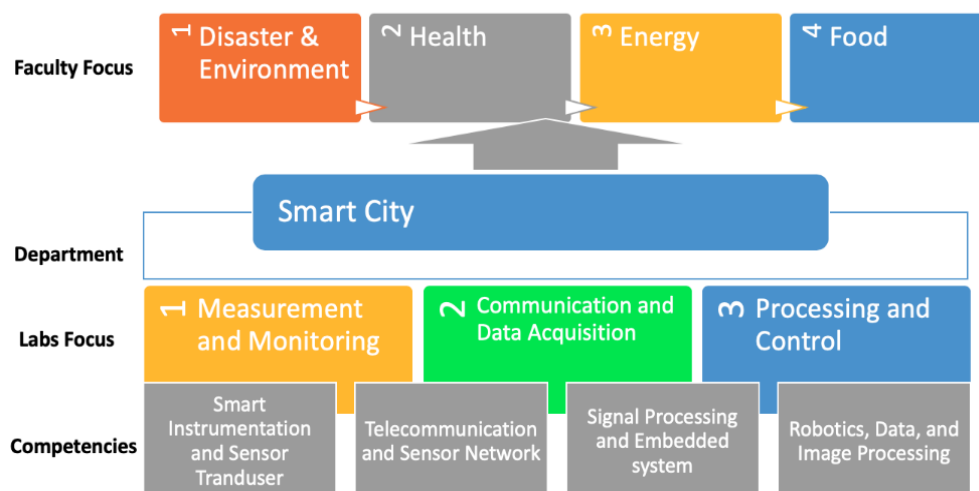 Faculty Focus
1 Disaster &
Environment
2 Health
3 Energy
4 Food
Smart City
Department
Labs Focus
1 Measurement
and Monitoring
2 Communication and
Data Acquisition
3 Processing and
Control
Competencies
Smart
Instrumentation
and Sensor
Tranduser
Telecommunication
and Sensor Network
Signal Processing
and Embedded
system
Robotics, Data, and
Image Processing